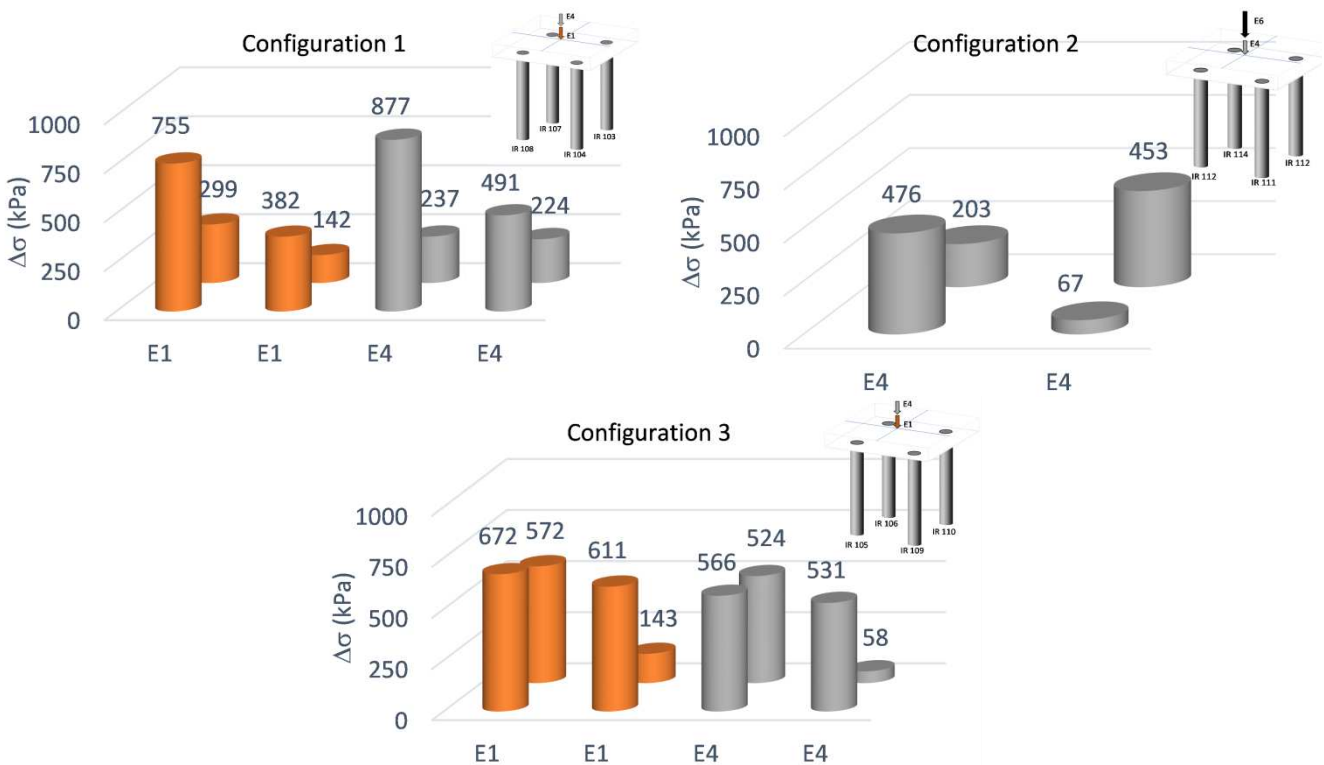 Configuration 1
E4
E1
IR 107
IR 103
IR 108
IR 104
Δσ (kPa)
1000
750
500
250
0
755
299
382
142
877
237
491
224
E1
E1
E4
E4
Configuration 2
E6
E4
IR 114
IR 112
IR 112
IR 111
Δσ (kPa)
1000
750
500
250
0
476
203
67
453
E4
E4
Configuration 3
E4
E1
IR 106
IR 110
IR 105
IR 109
Δσ (kPa)
1000
750
500
250
0
672
572
611
143
566
524
531
58
E1
E1
E4
E4